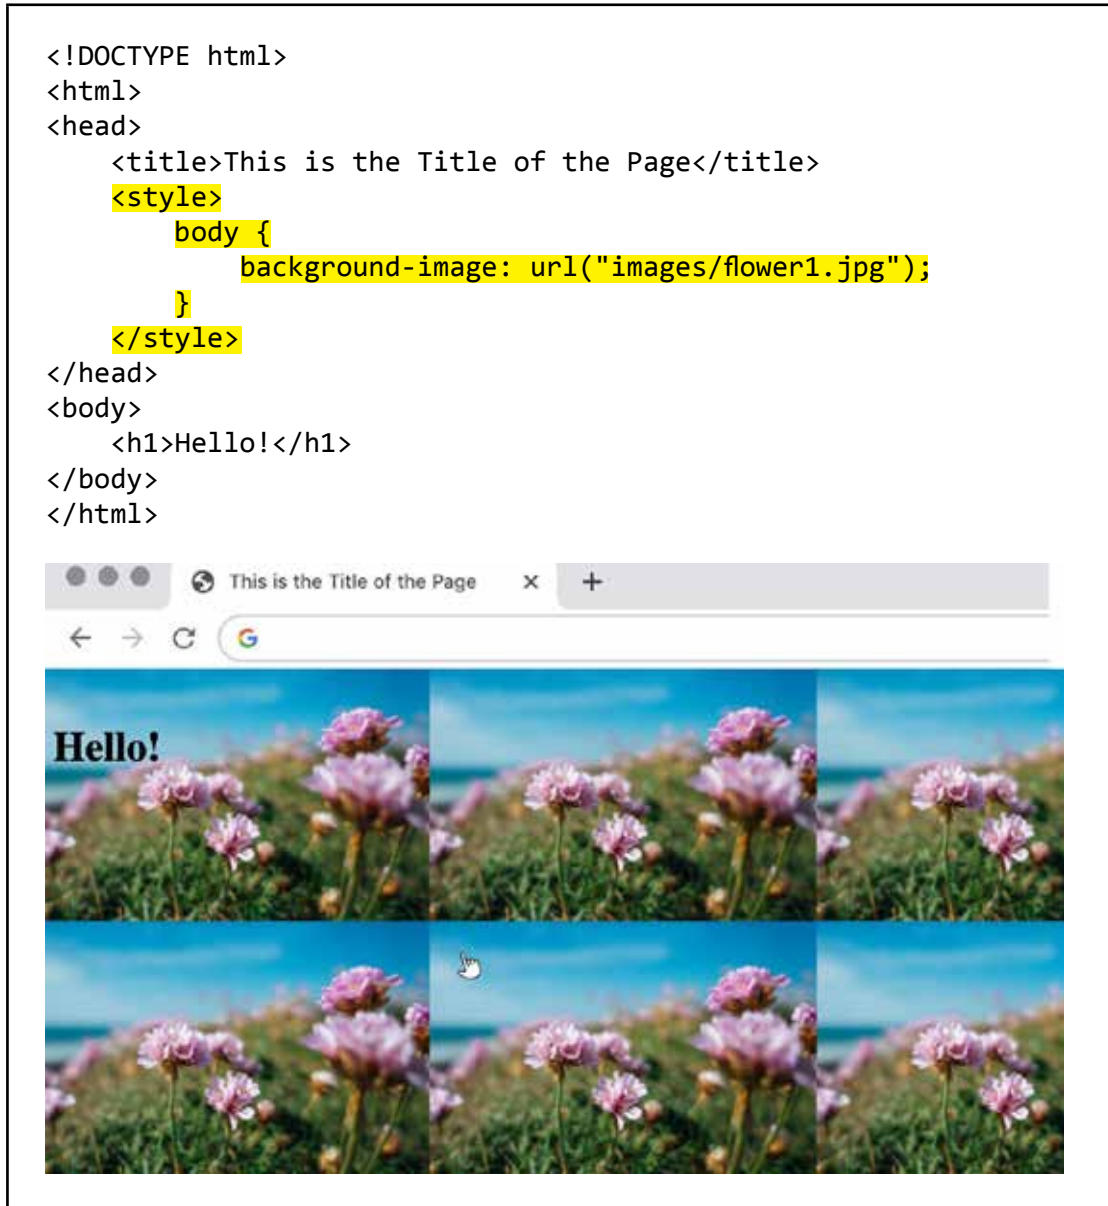 <!DOCTYPE html>
<html>
<head>
    <title>This is the Title of the Page</title>
    <style>
        body {
            background-image: url("images/flower1.jpg");
        }
    </style>
</head>
<body>
    <h1>Hello!</h1>
</body>
</html>
This is the Title of the Page
G
Hello!